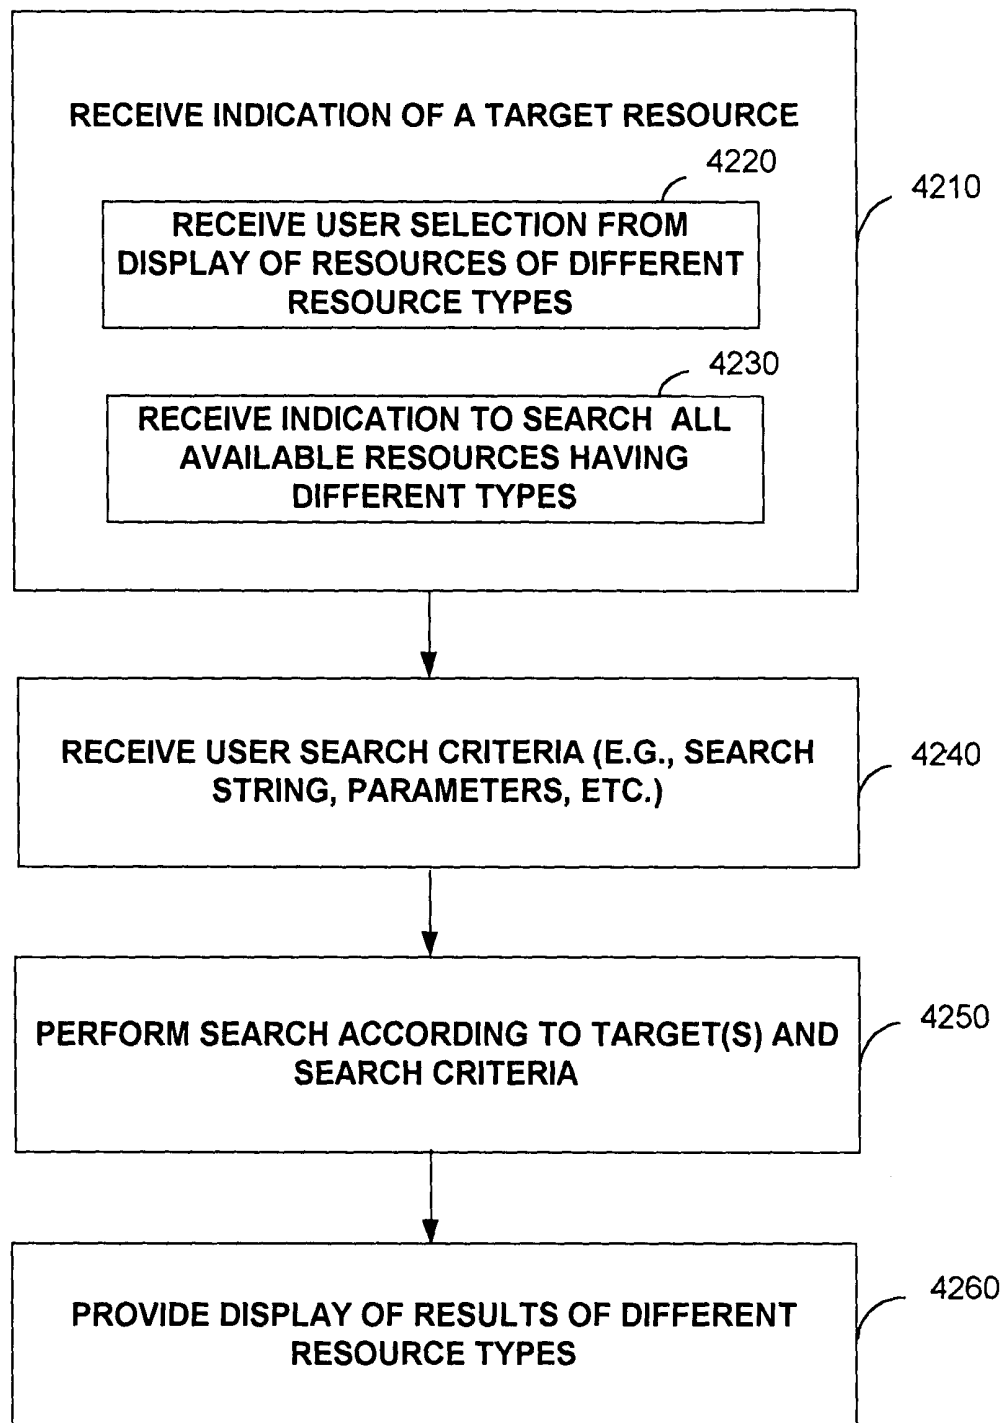 RECEIVE INDICATION OF A TARGET RESOURCE
4220
4210
RECEIVE USER SELECTION FROM
DISPLAY OF RESOURCES OF DIFFERENT
RESOURCE TYPES
4230
RECEIVE INDICATION TO SEARCH ALL
AVAILABLE RESOURCES HAVING
DIFFERENT TYPES
RECEIVE USER SEARCH CRITERIA (E.G., SEARCH
STRING, PARAMETERS, ETC.)
4240
PERFORM SEARCH ACCORDING TO TARGET(S) AND
SEARCH CRITERIA
4250
PROVIDE DISPLAY OF RESULTS OF DIFFERENT
RESOURCE TYPES
4260